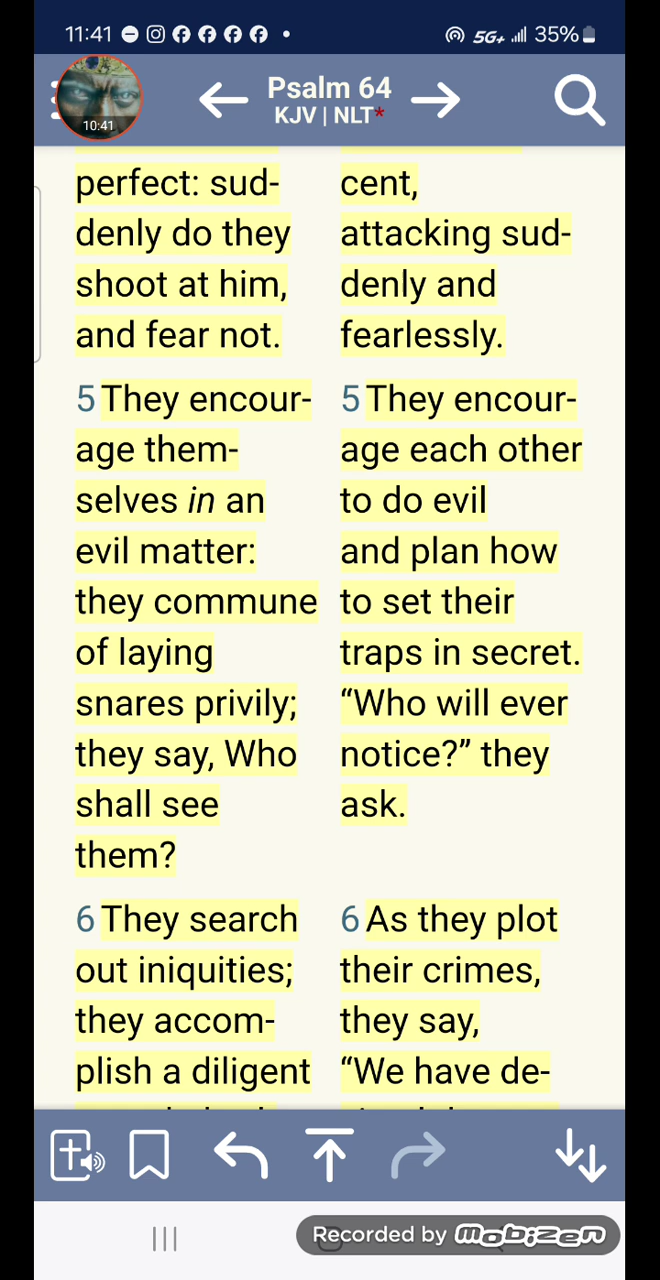 11:41
5G+ 35%
10:41
Psalm 64
KJV | NLT*
perfect: sud-
denly do they
shoot at him,
and fear not.
5 They encour-
age them-
selves in an
evil matter:
they commune
of laying
snares privily;
they say, Who
shall see
them?
6 They search
out iniquities;
they accom-
plish a diligent
cent,
attacking sud-
denly and
fearlessly.
5 They encour-
age each other
to do evil
and plan how
to set their
traps in secret.
“Who will ever
notice?” they
ask.
6 As they plot
their crimes,
they say,
“We have de-
Recorded by mobizen